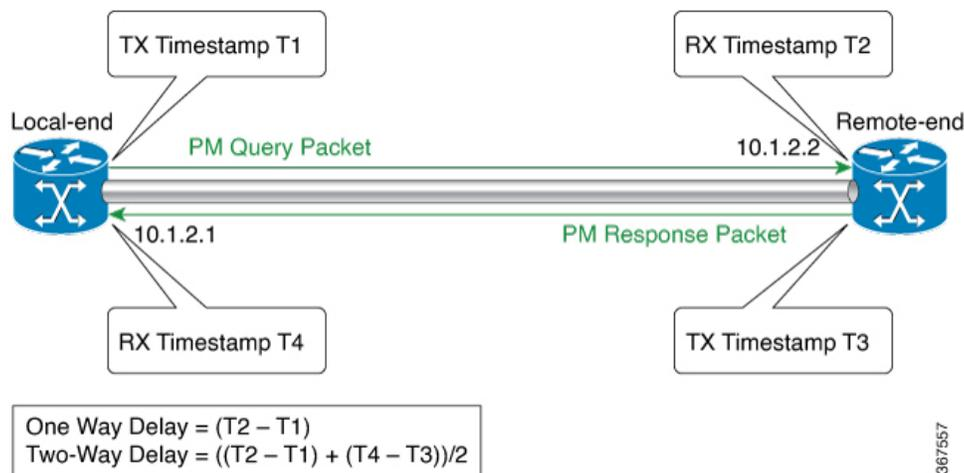 TX Timestamp T1
RX Timestamp T2
Local-end
Remote-end
PM Query Packet
10.1.2.2
10.1.2.1
PM Response Packet
RX Timestamp T4
TX Timestamp T3
One Way Delay = (T2 – T1)
Two-Way Delay = ((T2 – T1) + (T4 – T3))/2
367557